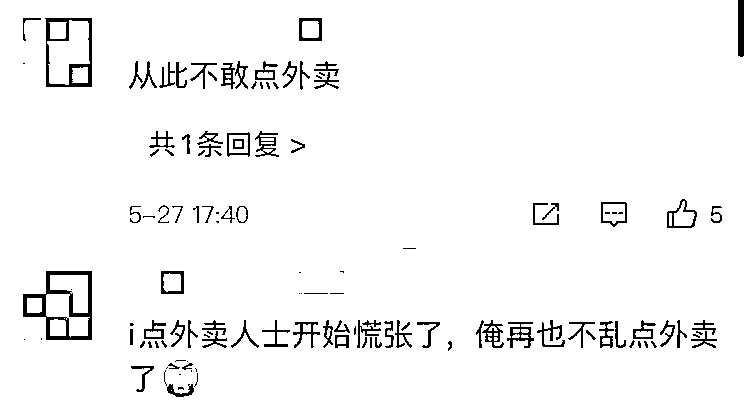 从此不敢点外卖
共1条回复 >
5-27 17:40
5
i点外卖人士开始慌张了，俺再也不乱点外卖
了